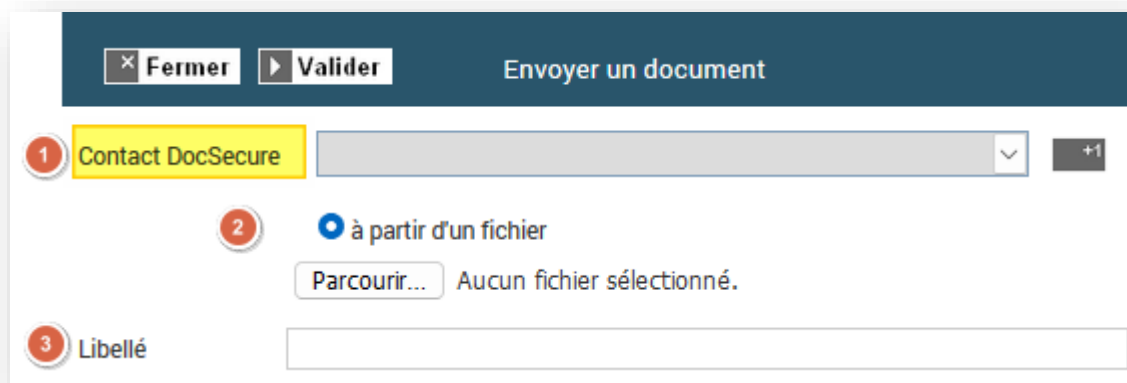 Fermer Valider Envoyer un document
1 Contact DocSecure +1
2 à partir d'un fichier
Parcourir... Aucun fichier sélectionné.
3 Libellé